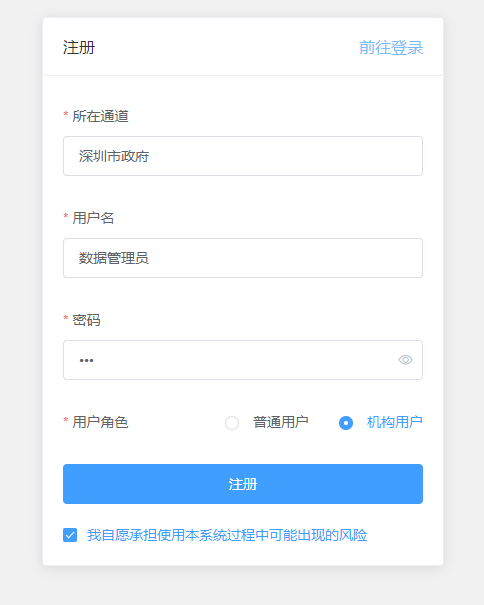 注册 前往登录
* 所在通道
深圳市政府
* 用户名
数据管理员
* 密码
•••
* 用户角色 普通用户 机构用户
注册
我自愿承担使用本系统过程中可能出现的风险